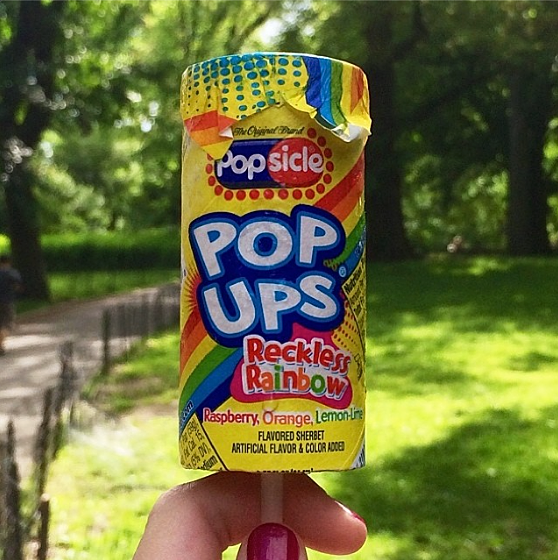 The Original Brand
Popsicle
POP
UPS®
Reckless
Rainbow
Raspberry, Orange, Lemon-Lime
FLAVORED SHERBET
ARTIFICIAL FLAVOR & COLOR ADDED